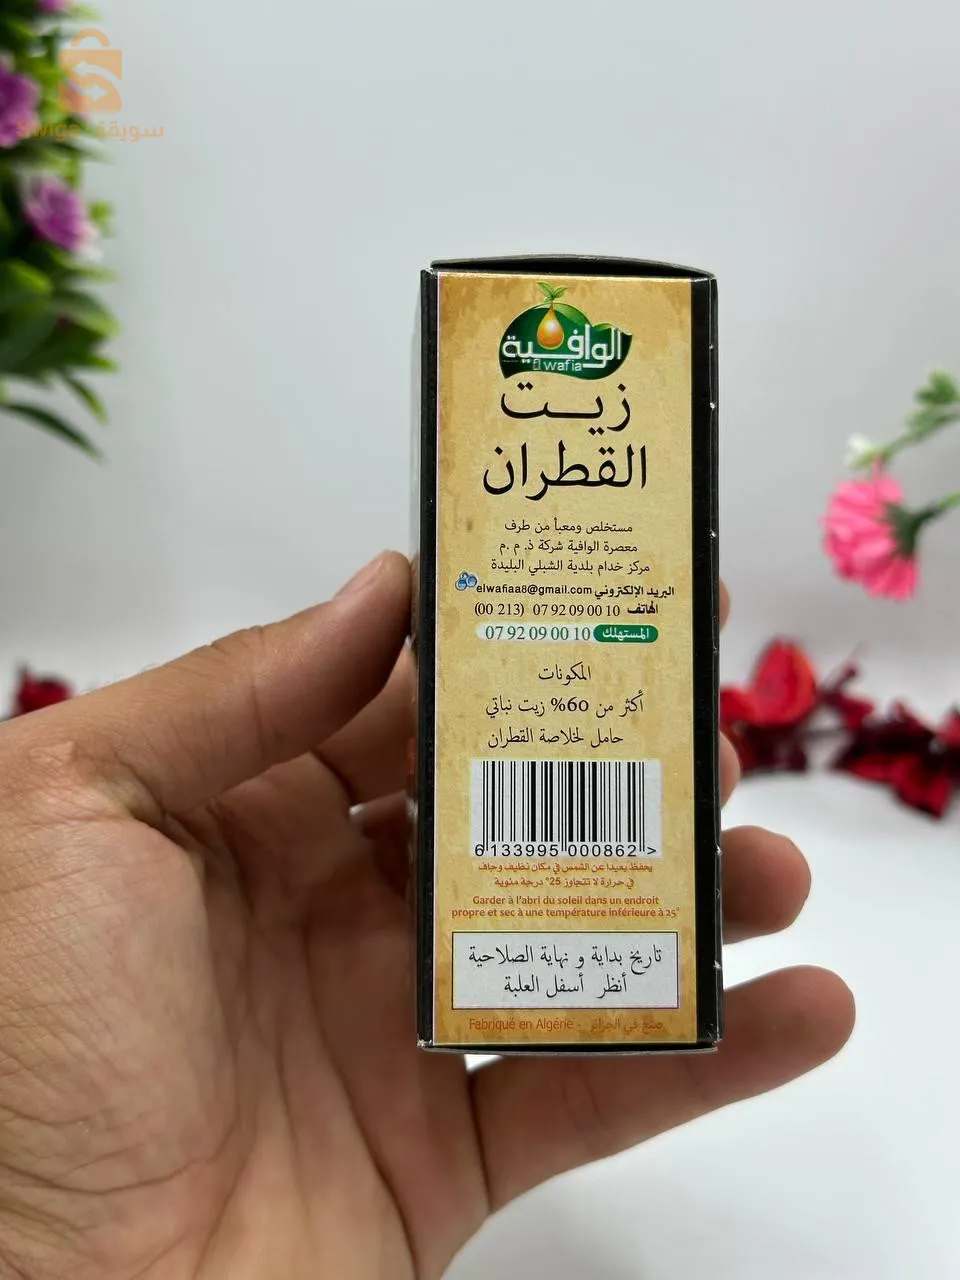 سويقة Swiga
الوافية
El wafia
زيت
القطران
مستخلص ومعبأ من طرف
معصرة الوافية شركة ذ. م .م
مركز خدام بلدية الشبلي البليدة
البريد الإلكتروني elwafiaa8@gmail.com
الهاتف 07 92 09 00 10 (00 213)
المستهلك 07 92 09 00 10
المكونات
أكثر من 60% زيت نباتي
حامل لخلاصة القطران
6 133995 000862 >
يحفظ بعيدا عن الشمس في مكان نظيف وجاف
في حرارة لا تتجاوز 25° درجة منوية
Garder à l'abri du soleil dans un endroit
propre et sec à une température inférieure à 25°
تاريخ بداية و نهاية الصلاحية
أنظر أسفل العلبة
Fabriqué en Algérie - صنع في الجزائر